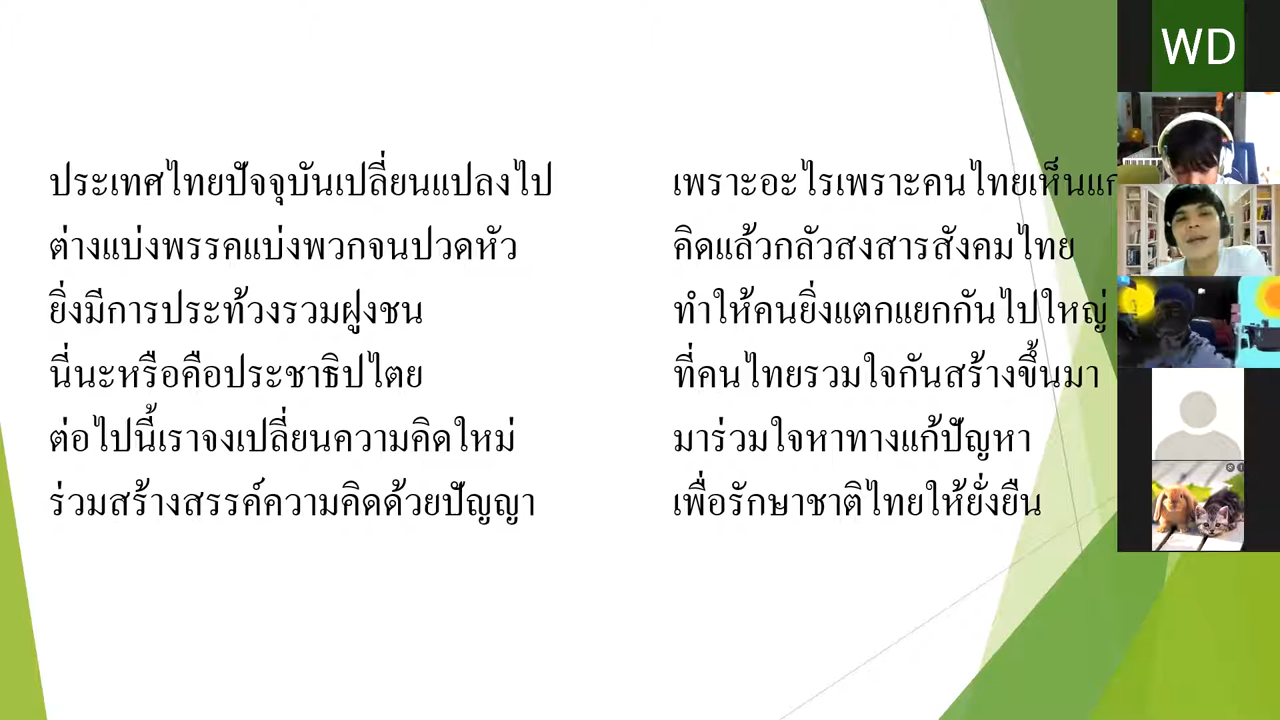 ประเทศไทยปัจจุบันเปลี่ยนแปลงไป
เพราะอะไรเพราะคนไทยเห็นแก่
ต่างแบ่งพรรคแบ่งพวกจนปวดหัว
คิดแล้วกลัวสงสารสังคมไทย
ยิ่งมีการประท้วงรวมฝูงชน
ทำให้คนยิ่งแตกแยกกันไปใหญ่
นี่นะหรือคือประชาธิปไตย
ที่คนไทยรวมใจกันสร้างขึ้นมา
ต่อไปนี้เราจงเปลี่ยนความคิดใหม่
มาร่วมใจหาทางแก้ปัญหา
ร่วมสร้างสรรค์ความคิดด้วยปัญญา
เพื่อรักษาชาติไทยให้ยั่งยืน
WD